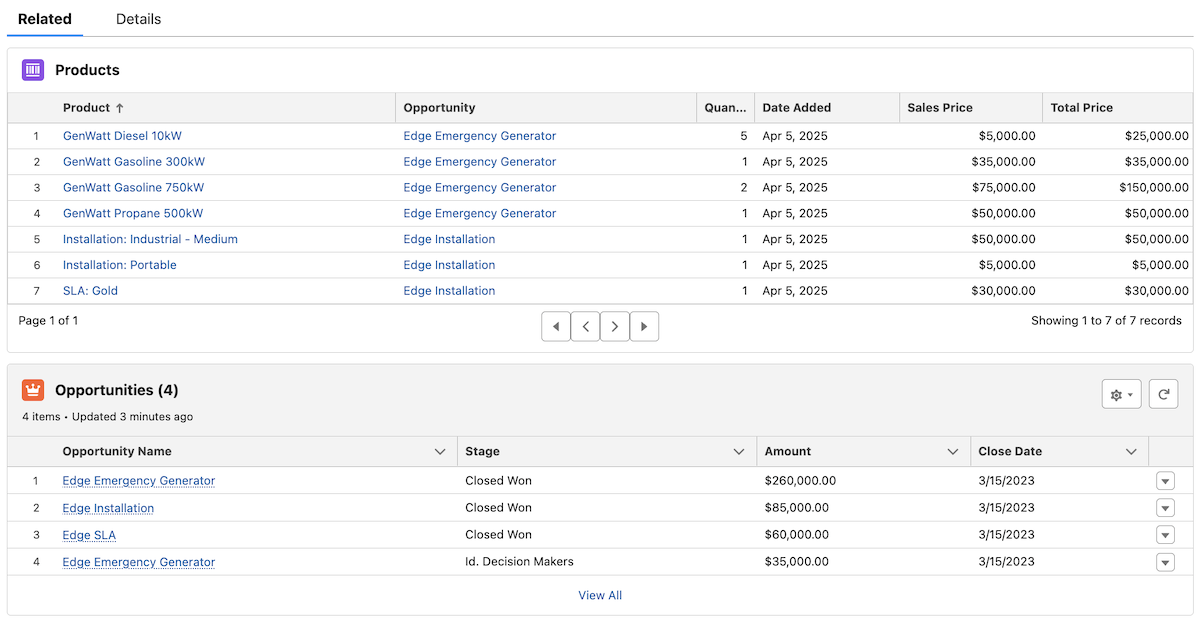 Related Details
Products
Product ↑ Opportunity Quan... Date Added Sales Price Total Price
1 GenWatt Diesel 10kW Edge Emergency Generator 5 Apr 5, 2025 $5,000.00 $25,000.00
2 GenWatt Gasoline 300kW Edge Emergency Generator 1 Apr 5, 2025 $35,000.00 $35,000.00
3 GenWatt Gasoline 750kW Edge Emergency Generator 2 Apr 5, 2025 $75,000.00 $150,000.00
4 GenWatt Propane 500kW Edge Emergency Generator 1 Apr 5, 2025 $50,000.00 $50,000.00
5 Installation: Industrial - Medium Edge Installation 1 Apr 5, 2025 $50,000.00 $50,000.00
6 Installation: Portable Edge Installation 1 Apr 5, 2025 $5,000.00 $5,000.00
7 SLA: Gold Edge Installation 1 Apr 5, 2025 $30,000.00 $30,000.00
Page 1 of 1 Showing 1 to 7 of 7 records
Opportunities (4)
4 items • Updated 3 minutes ago
Opportunity Name Stage Amount Close Date
1 Edge Emergency Generator Closed Won $260,000.00 3/15/2023
2 Edge Installation Closed Won $85,000.00 3/15/2023
3 Edge SLA Closed Won $60,000.00 3/15/2023
4 Edge Emergency Generator Id. Decision Makers $35,000.00 3/15/2023
View All